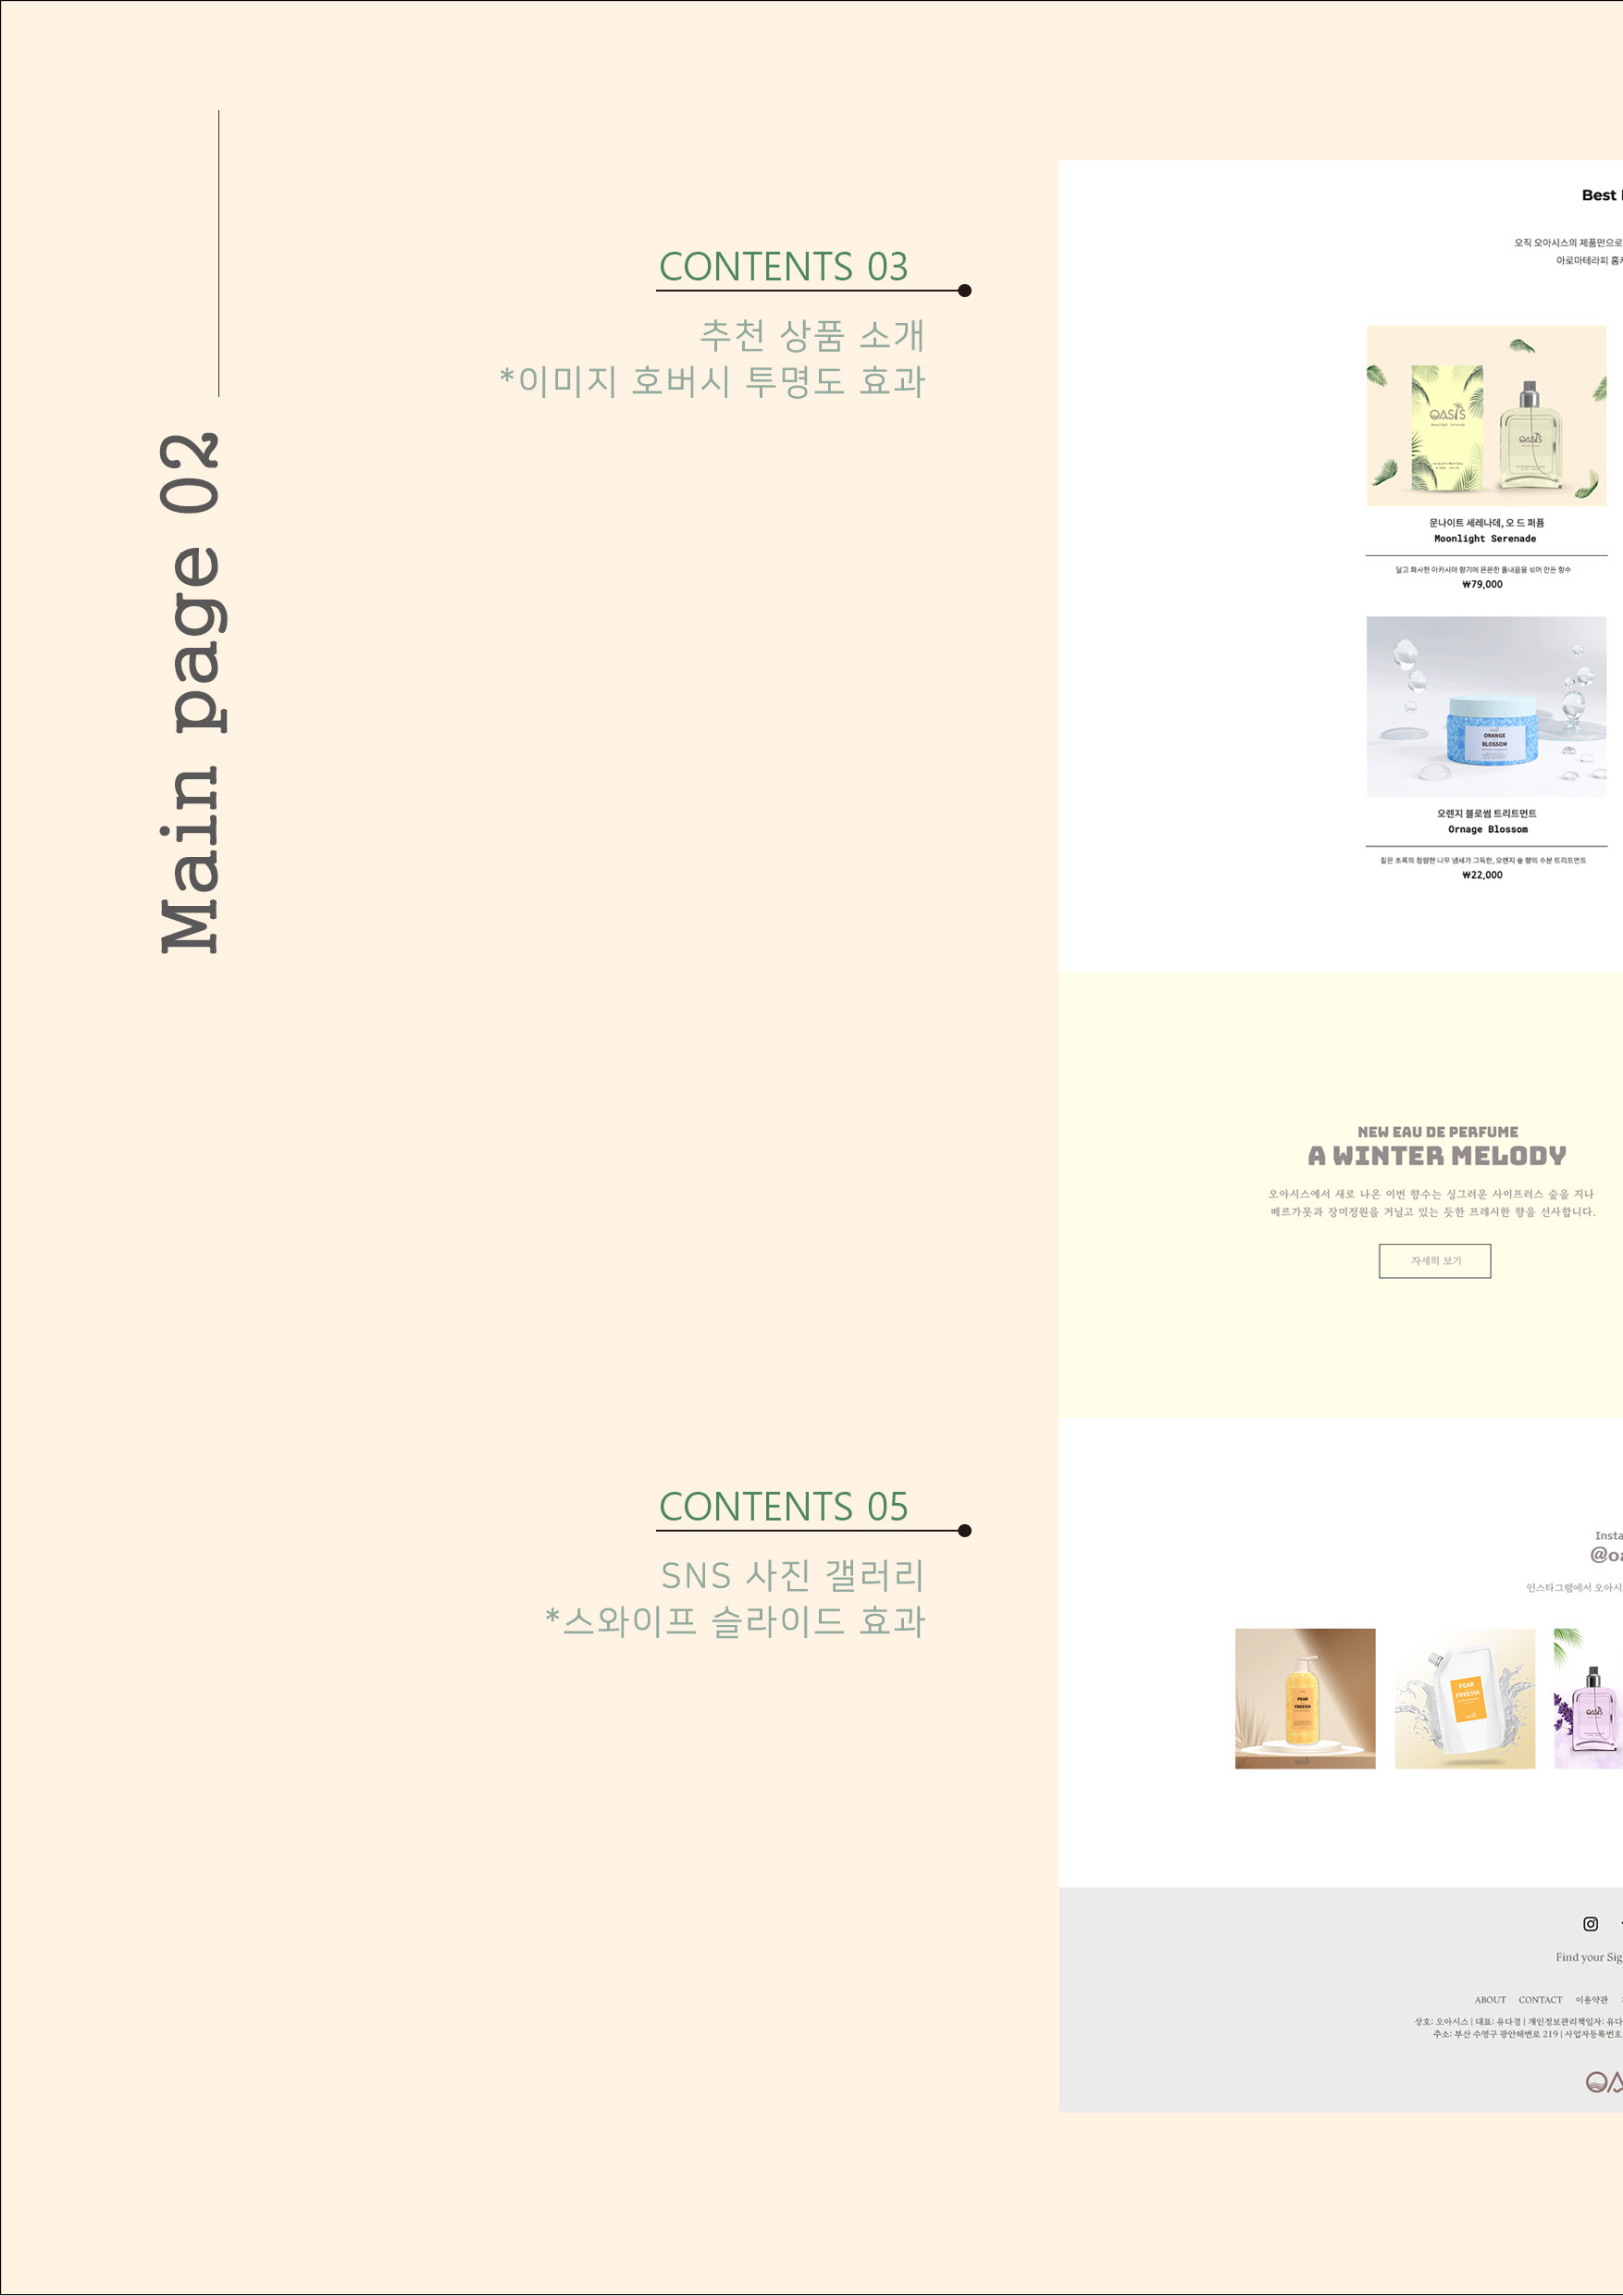 Main page 02
CONTENTS 03
추천 상품 소개
*이미지 호버시 투명도 효과
CONTENTS 05
SNS 사진 갤러리
*스와이프 슬라이드 효과
Best
오직 오아시스의 제품만으로
아로마테라피
OASIS
Moonlight Serenade
OASIS
문나이트 세레나데, 오 드 퍼퓸
Moonlight Serenade
달고 화사한 아카시아 향기에 은은한 풀내음을 섞어 만든 향수
₩79,000
ORANGE
BLOSSOM
오렌지 블로썸 트리트먼트
Ornage Blossom
짙은 초록의 청량한 나무 냄새가 그득한, 오렌지 숲 향의 수분 트리트먼트
₩22,000
NEW EAU DE PERFUME
A WINTER MELODY
오아시스에서 새로 나온 이번 향수는 싱그러운 사이프러스 숲을 지나
베르가못과 장미정원을 거닐고 있는 듯한 프레시한 향을 선사합니다.
자세히 보기
Insta
@oa
인스타그램에서 오아시
PEAR
FREESIA
PEAR
FREESIA
OASIS
Find your Sig
ABOUT CONTACT 이용약관
상호: 오아시스 | 대표: 유다경 | 개인정보관리책임자: 유다
주소: 부산 수영구 광안해변로 219 | 사업자등록번호
OA